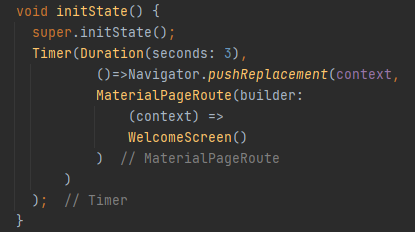 void initState() {
  super.initState();
  Timer(Duration(seconds: 3),
          ()=>Navigator.pushReplacement(context,
          MaterialPageRoute(builder:
              (context) =>
              WelcomeScreen()
          )  // MaterialPageRoute
      )
  );  // Timer
}